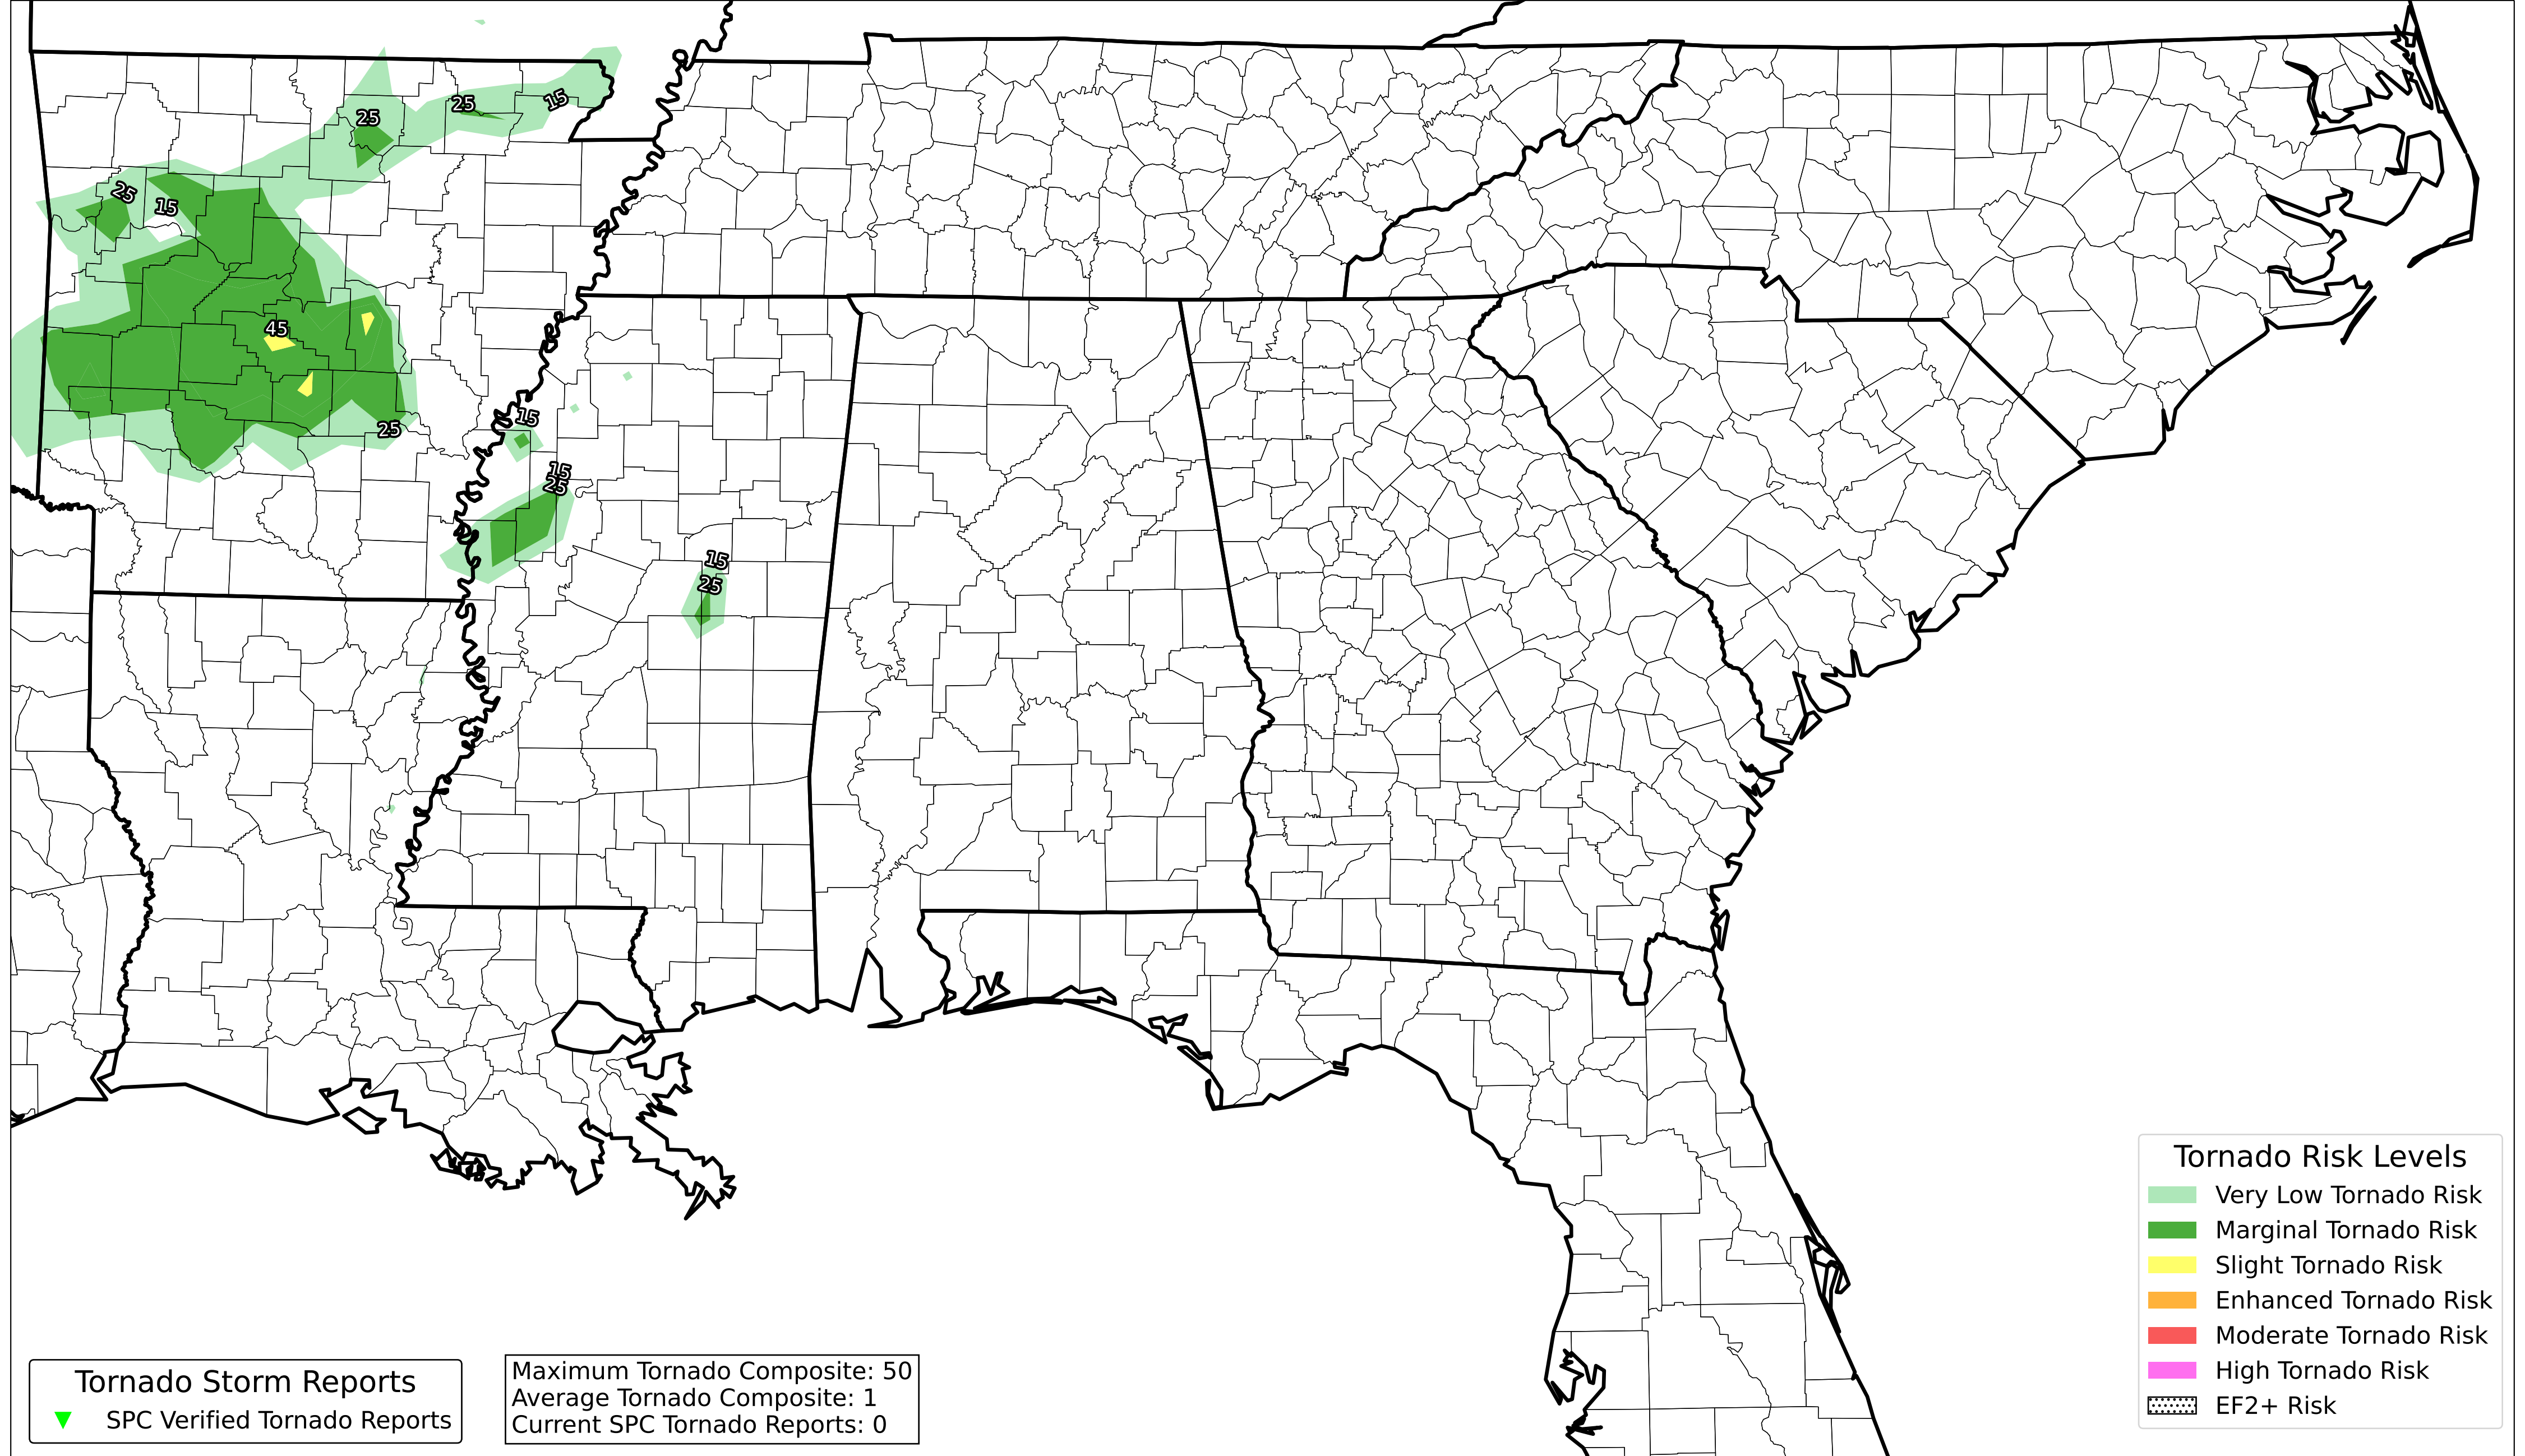 25
25
15
25
15
45
15
25
15
25
15
25
Tornado Risk Levels
Very Low Tornado Risk
Marginal Tornado Risk
Slight Tornado Risk
Enhanced Tornado Risk
Moderate Tornado Risk
High Tornado Risk
EF2+ Risk
Tornado Storm Reports
SPC Verified Tornado Reports
Maximum Tornado Composite: 50
Average Tornado Composite: 1
Current SPC Tornado Reports: 0